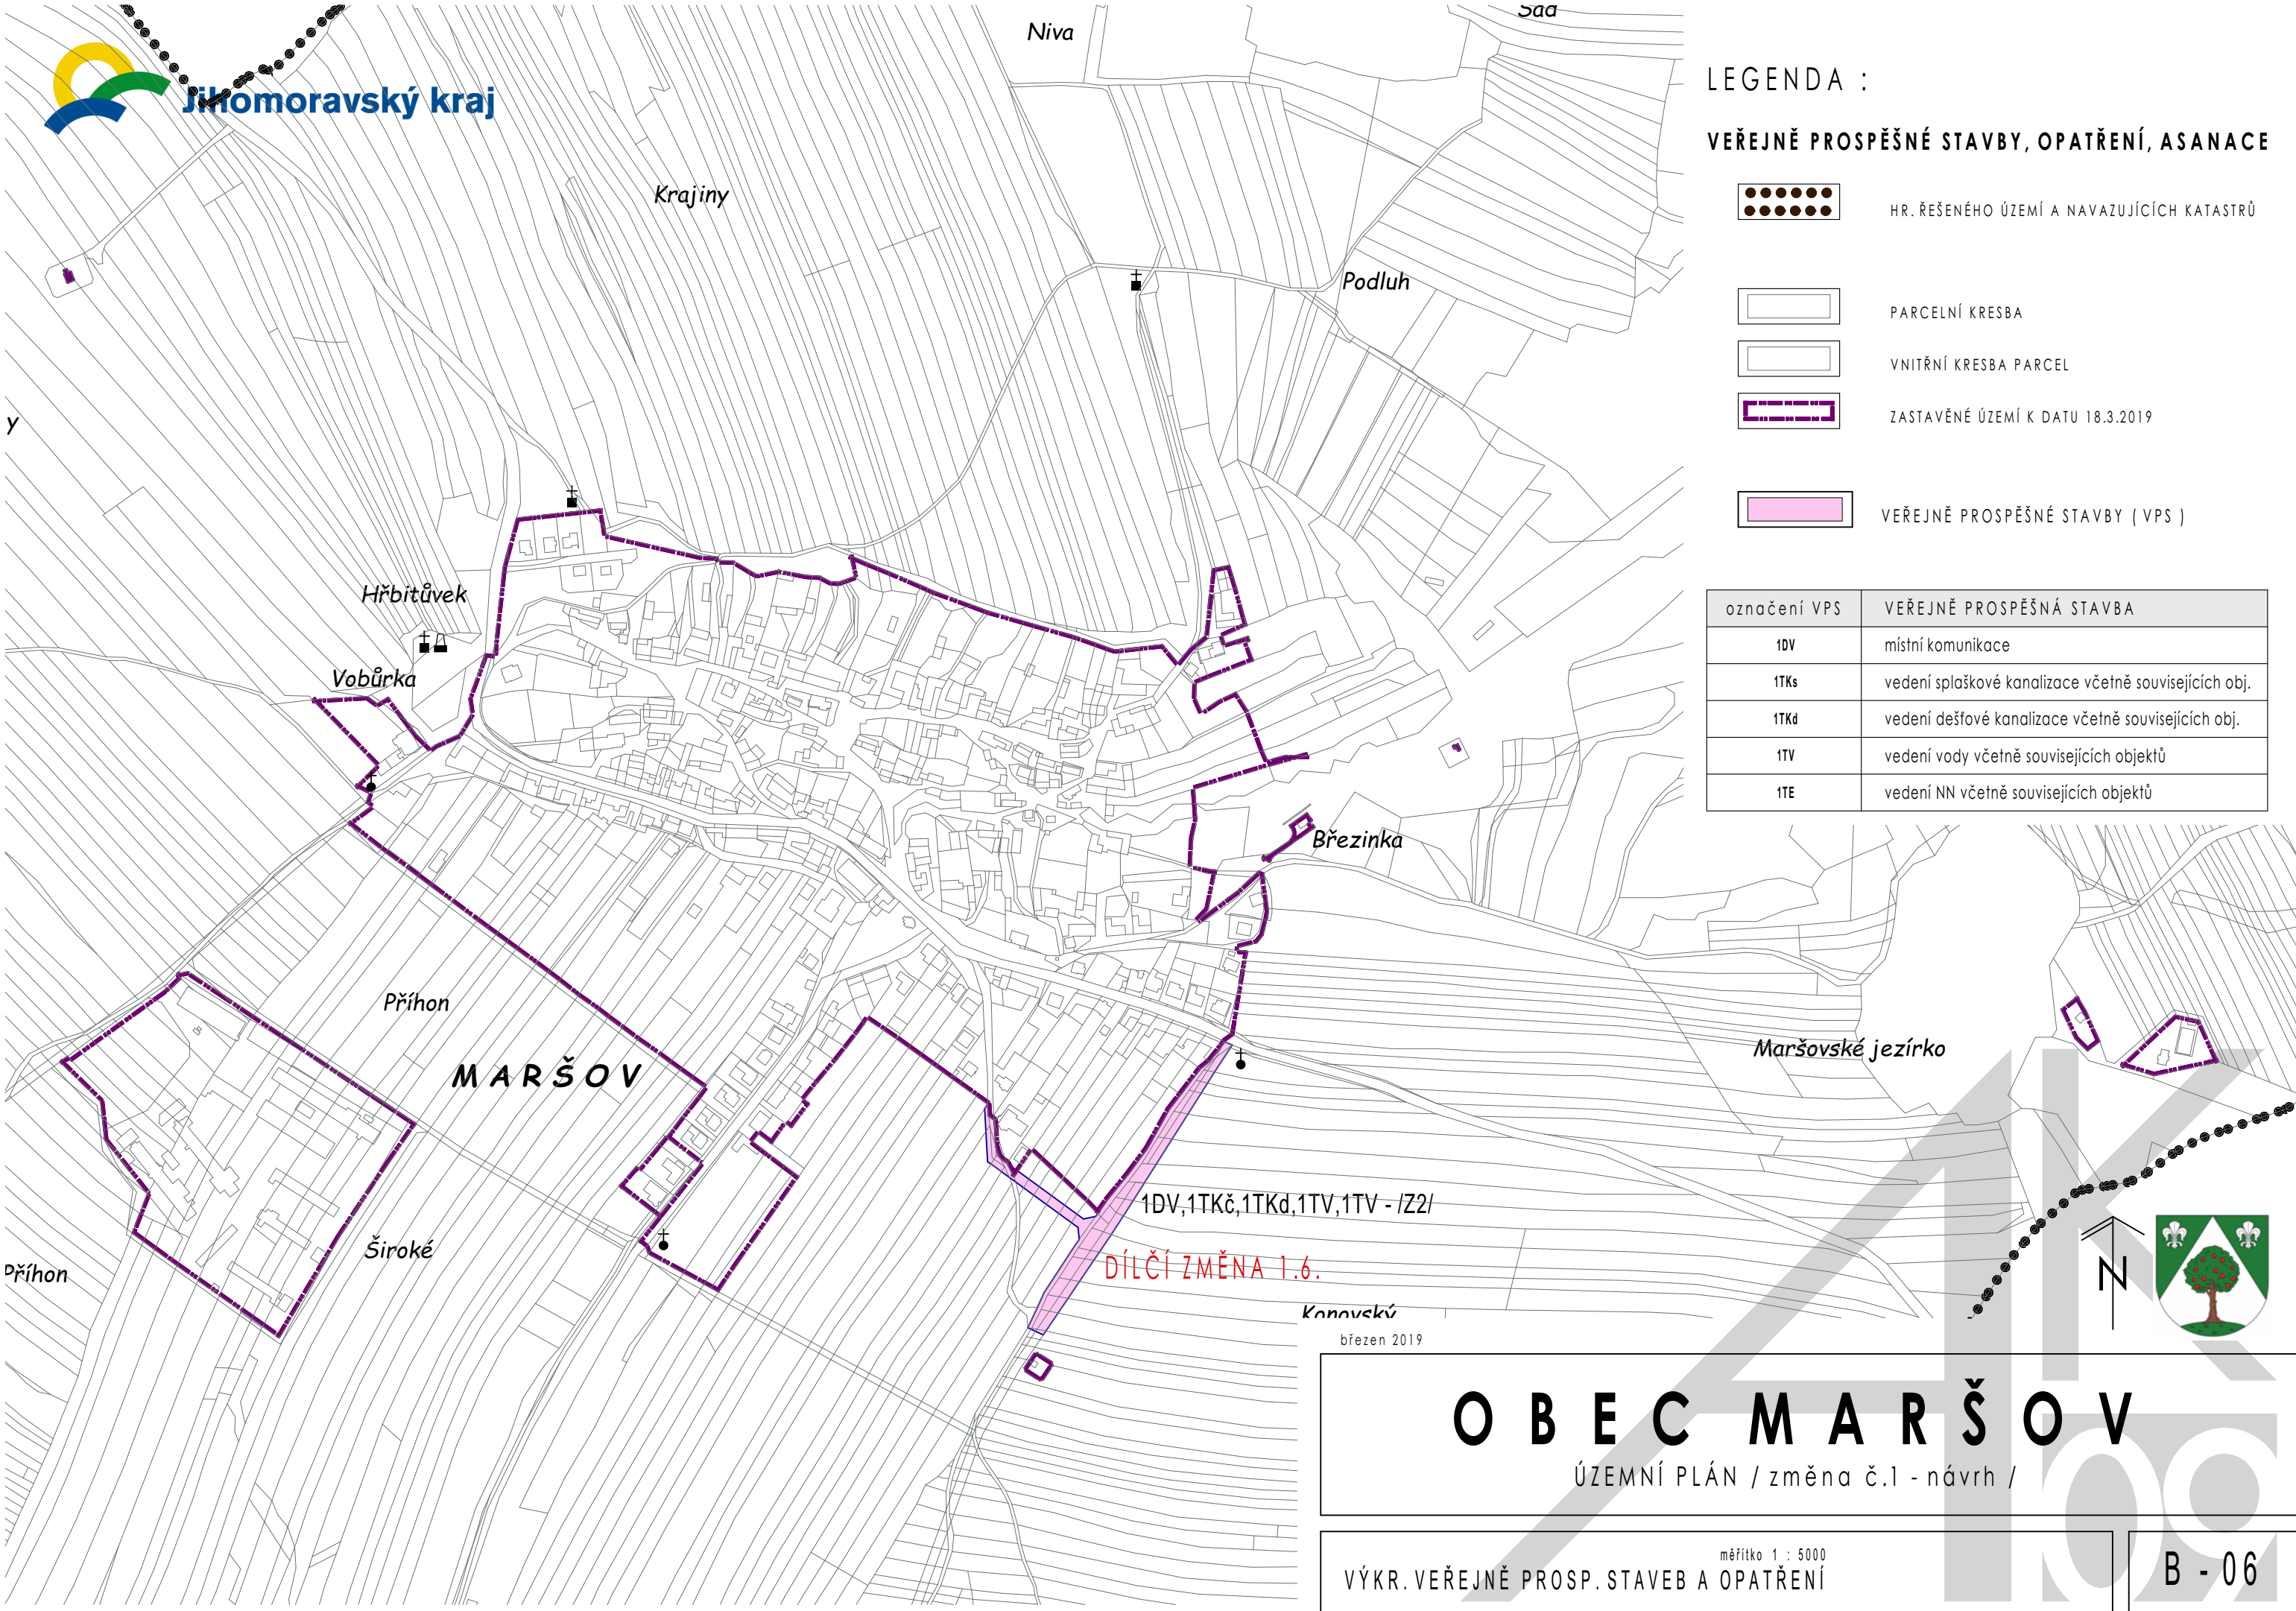 Jihomoravský kraj
Niva
Sad
Krajiny
Podluh
y
Hřbitůvek
Vobůrka
Březinka
Příhon
MARŠOV
Široké
Příhon
Maršovské jezírko
1DV,1TKč,1TKd,1TV,1TV - /Z2/
DÍLČÍ ZMĚNA 1.6.
Konovský
LEGENDA :
VEŘEJNĚ PROSPĚŠNÉ STAVBY, OPATŘENÍ, ASANACE
HR. ŘEŠENÉHO ÚZEMÍ A NAVAZUJÍCÍCH KATASTRŮ
PARCELNÍ KRESBA
VNITŘNÍ KRESBA PARCEL
ZASTAVĚNÉ ÚZEMÍ K DATU 18.3.2019
VEŘEJNĚ PROSPĚŠNÉ STAVBY ( VPS )
označení VPS VEŘEJNĚ PROSPĚŠNÁ STAVBA
1DV místní komunikace
1TKs vedení splaškové kanalizace včetně souvisejících obj.
1TKd vedení dešťové kanalizace včetně souvisejících obj.
1TV vedení vody včetně souvisejících objektů
1TE vedení NN včetně souvisejících objektů
N
březen 2019
OBEC MARŠOV
ÚZEMNÍ PLÁN / změna č.1 - návrh /
měřítko 1 : 5000
VÝKR. VEŘEJNĚ PROSP. STAVEB A OPATŘENÍ
B - 06